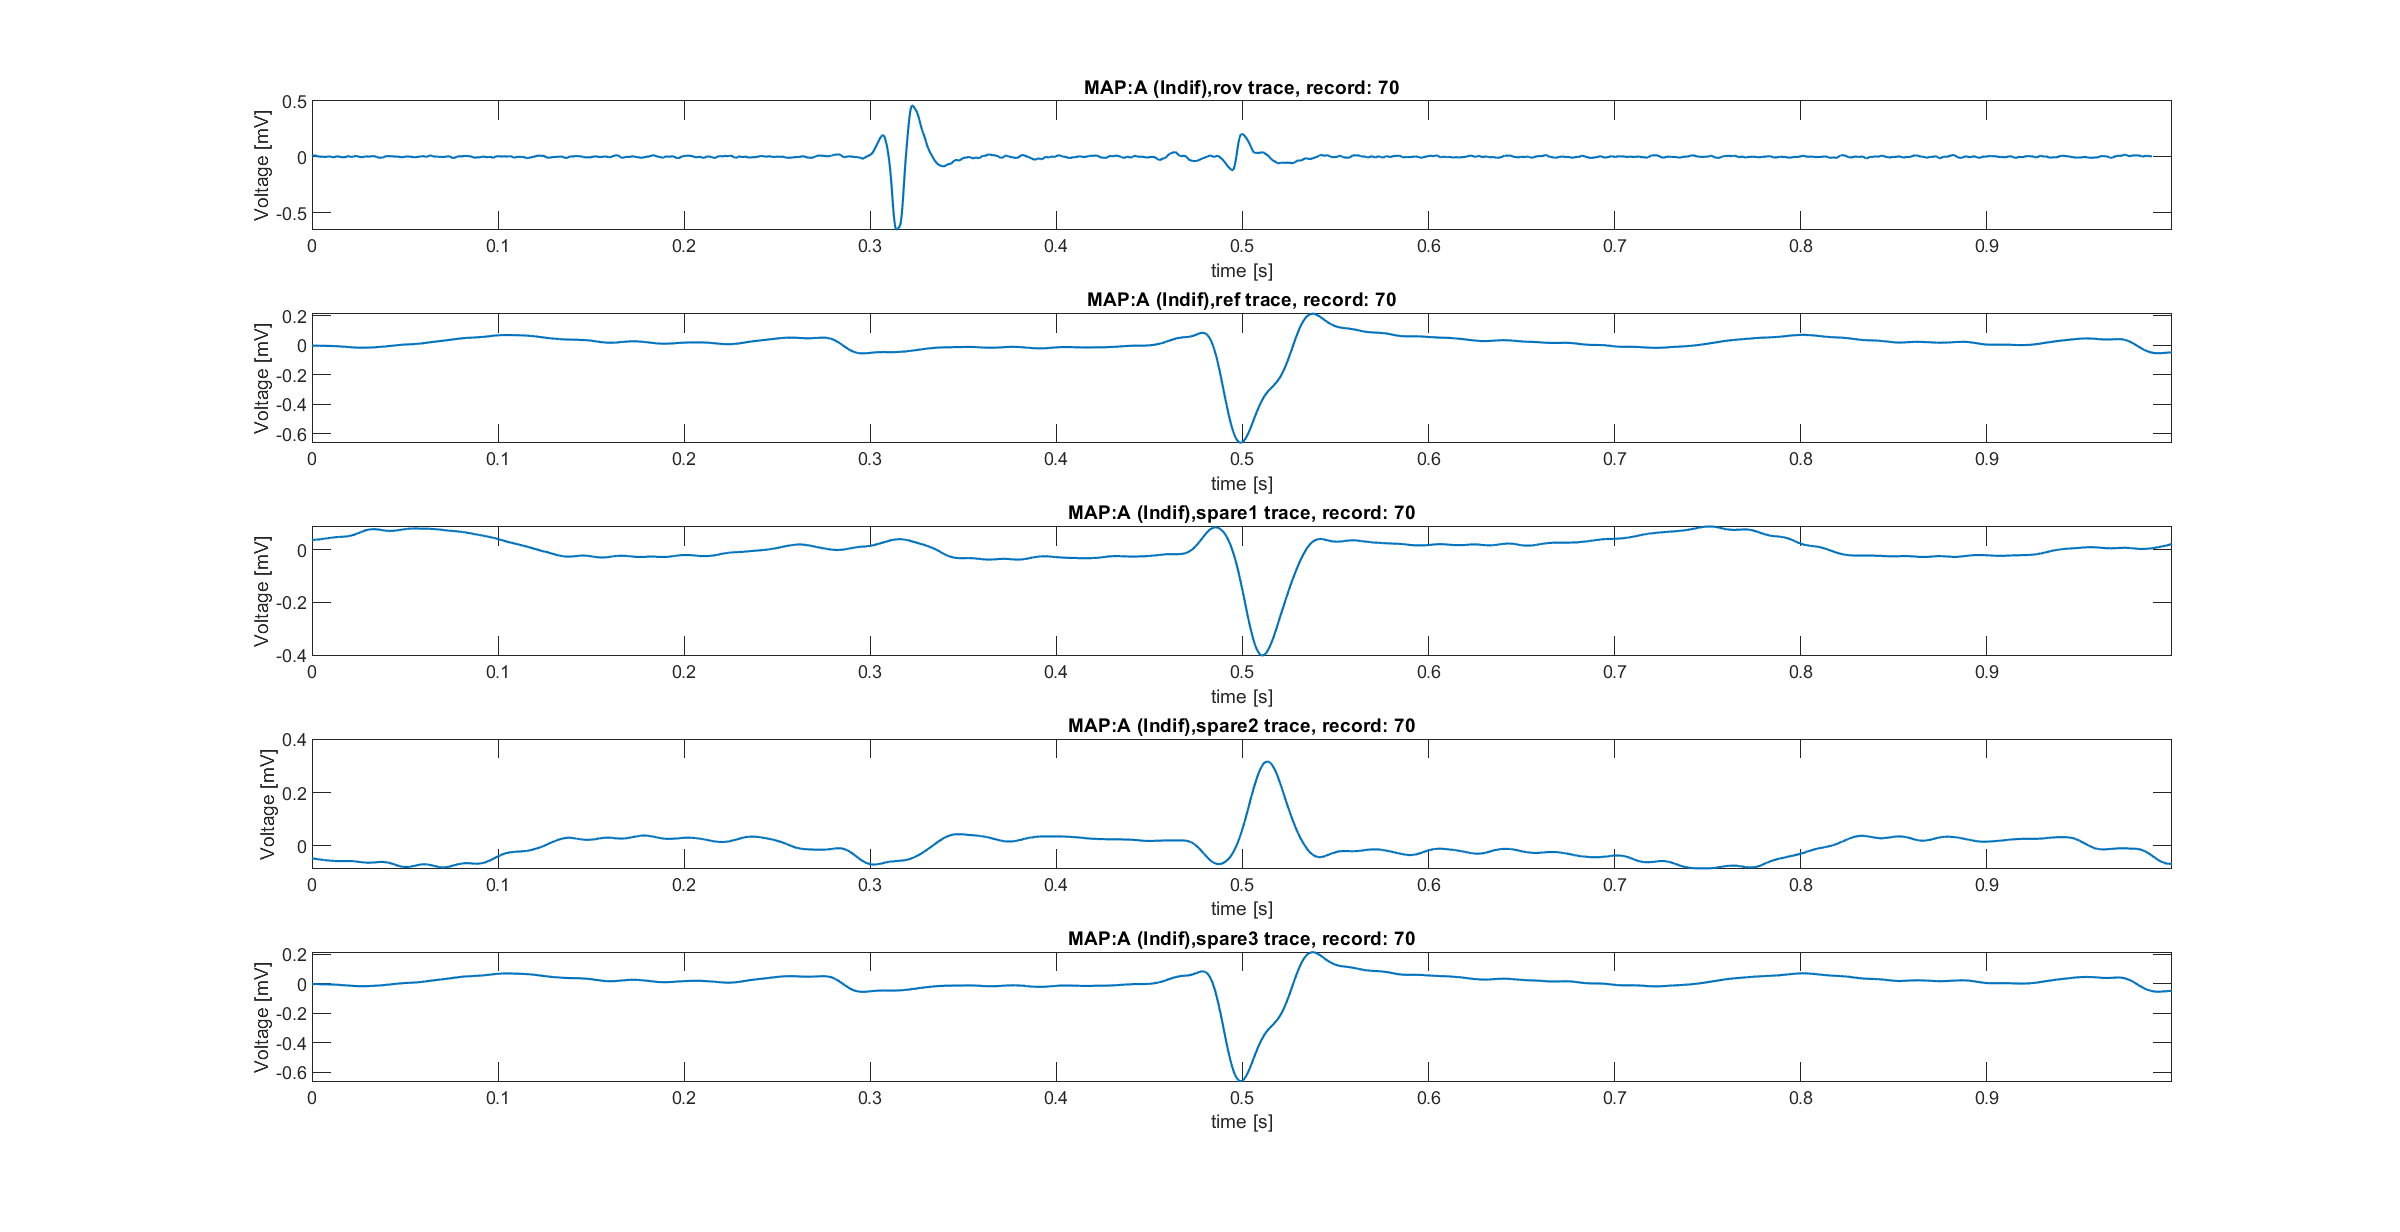 MAP:A (Indif),rov trace, record: 70
Voltage [mV]
0.5
0
-0.5
0 0.1 0.2 0.3 0.4 0.5 0.6 0.7 0.8 0.9
time [s]
MAP:A (Indif),ref trace, record: 70
Voltage [mV]
0.2
0
-0.2
-0.4
-0.6
0 0.1 0.2 0.3 0.4 0.5 0.6 0.7 0.8 0.9
time [s]
MAP:A (Indif),spare1 trace, record: 70
Voltage [mV]
0
-0.2
-0.4
0 0.1 0.2 0.3 0.4 0.5 0.6 0.7 0.8 0.9
time [s]
MAP:A (Indif),spare2 trace, record: 70
Voltage [mV]
0.4
0.2
0
0 0.1 0.2 0.3 0.4 0.5 0.6 0.7 0.8 0.9
time [s]
MAP:A (Indif),spare3 trace, record: 70
Voltage [mV]
0.2
0
-0.2
-0.4
-0.6
0 0.1 0.2 0.3 0.4 0.5 0.6 0.7 0.8 0.9
time [s]